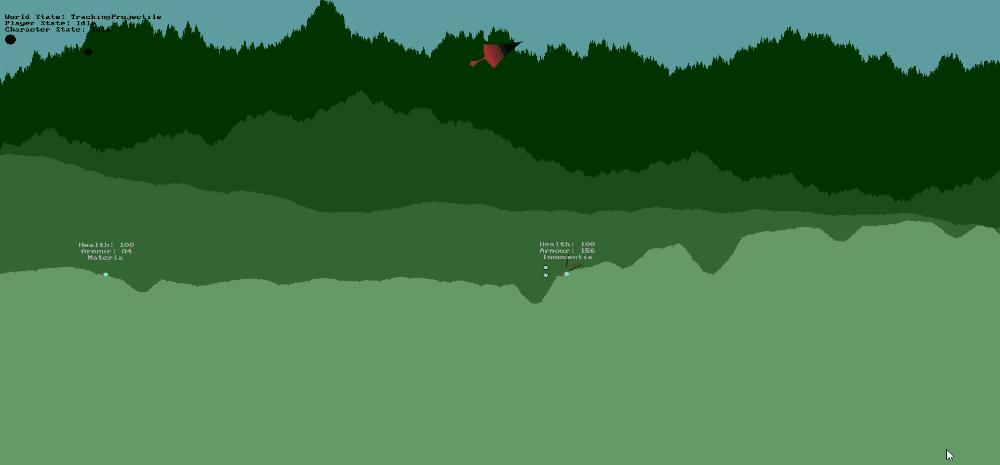 World State: TrackingProjectile
Player State: Idle
Character State:
Health: 100
Armour: 84
Materia
Health: 100
Armour: 156
Innocentia